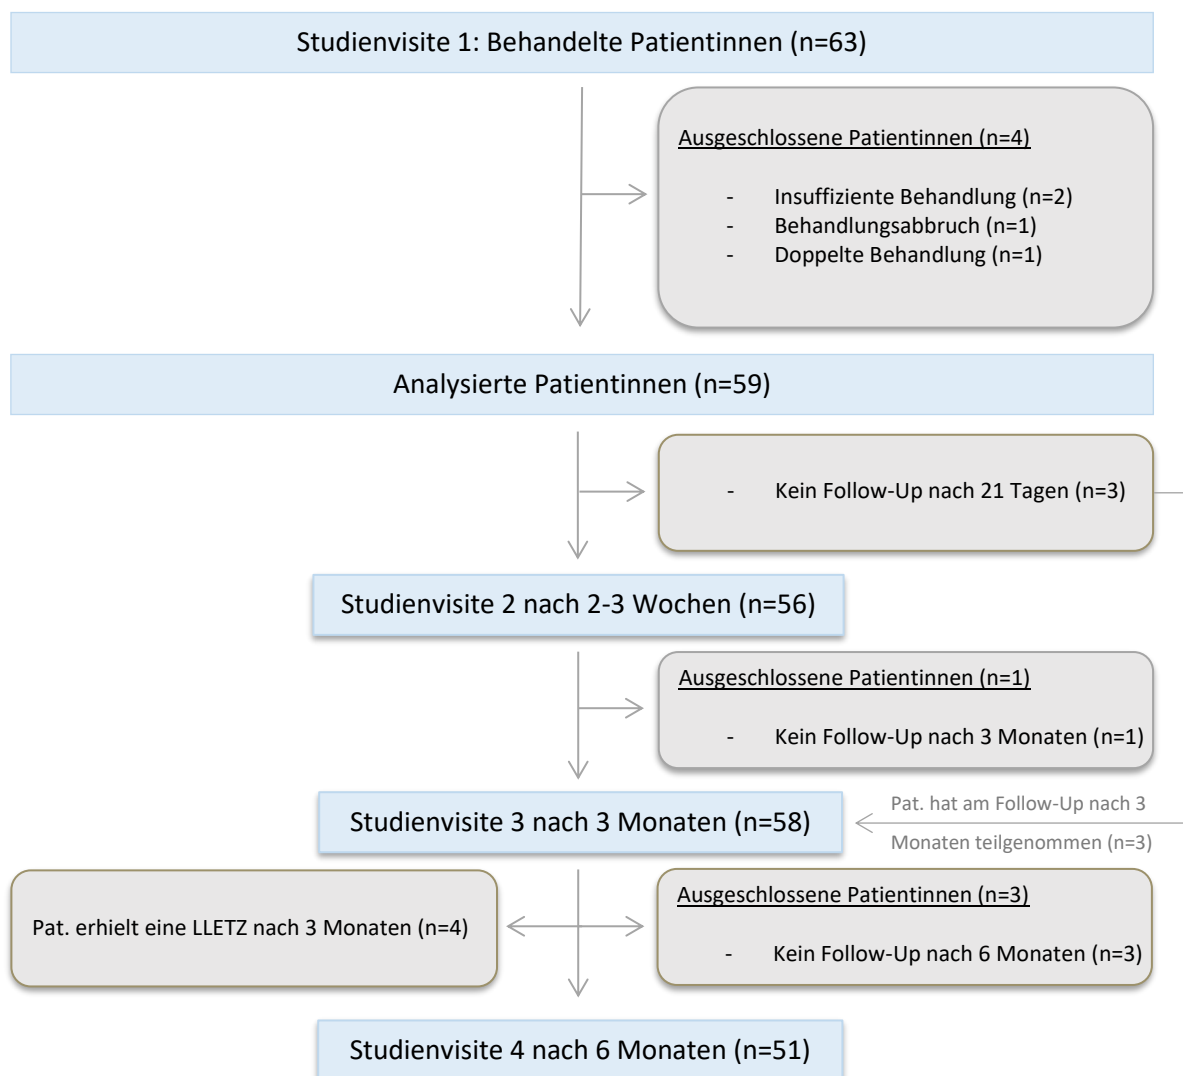 Studienvisite 1: Behandelte Patientinnen (n=63)
Ausgeschlossene Patientinnen (n=4)
- Insuffiziente Behandlung (n=2)
- Behandlungsabbruch (n=1)
- Doppelte Behandlung (n=1)
Analysierte Patientinnen (n=59)
- Kein Follow-Up nach 21 Tagen (n=3)
Studienvisite 2 nach 2-3 Wochen (n=56)
Ausgeschlossene Patientinnen (n=1)
- Kein Follow-Up nach 3 Monaten (n=1)
Studienvisite 3 nach 3 Monaten (n=58)
Pat. hat am Follow-Up nach 3
Monaten teilgenommen (n=3)
Pat. erhielt eine LLETZ nach 3 Monaten (n=4)
Ausgeschlossene Patientinnen (n=3)
- Kein Follow-Up nach 6 Monaten (n=3)
Studienvisite 4 nach 6 Monaten (n=51)